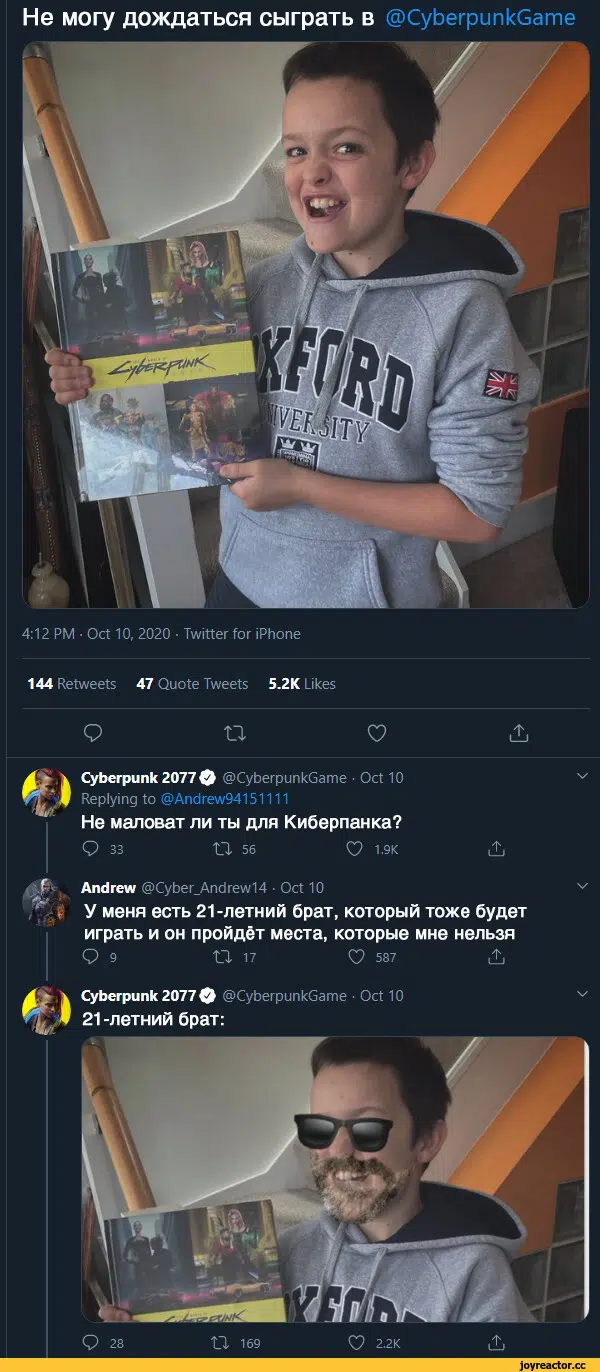 Не могу дождаться сыграть в @CyberpunkGame
CYBERPUNK
OXFORD
UNIVERSITY
4:12 PM · Oct 10, 2020 · Twitter for iPhone
144 Retweets 47 Quote Tweets 5.2K Likes
Cyberpunk 2077 @CyberpunkGame · Oct 10
Replying to @Andrew94151111
Не маловат ли ты для Киберпанка?
33 56 1.9K
Andrew @Cyber_Andrew14 · Oct 10
У меня есть 21-летний брат, который тоже будет
играть и он пройдёт места, которые мне нельзя
9 17 587
Cyberpunk 2077 @CyberpunkGame · Oct 10
21-летний брат:
CYBERPUNK
OXFORD
28 169 2.2K
joyreactor.cc